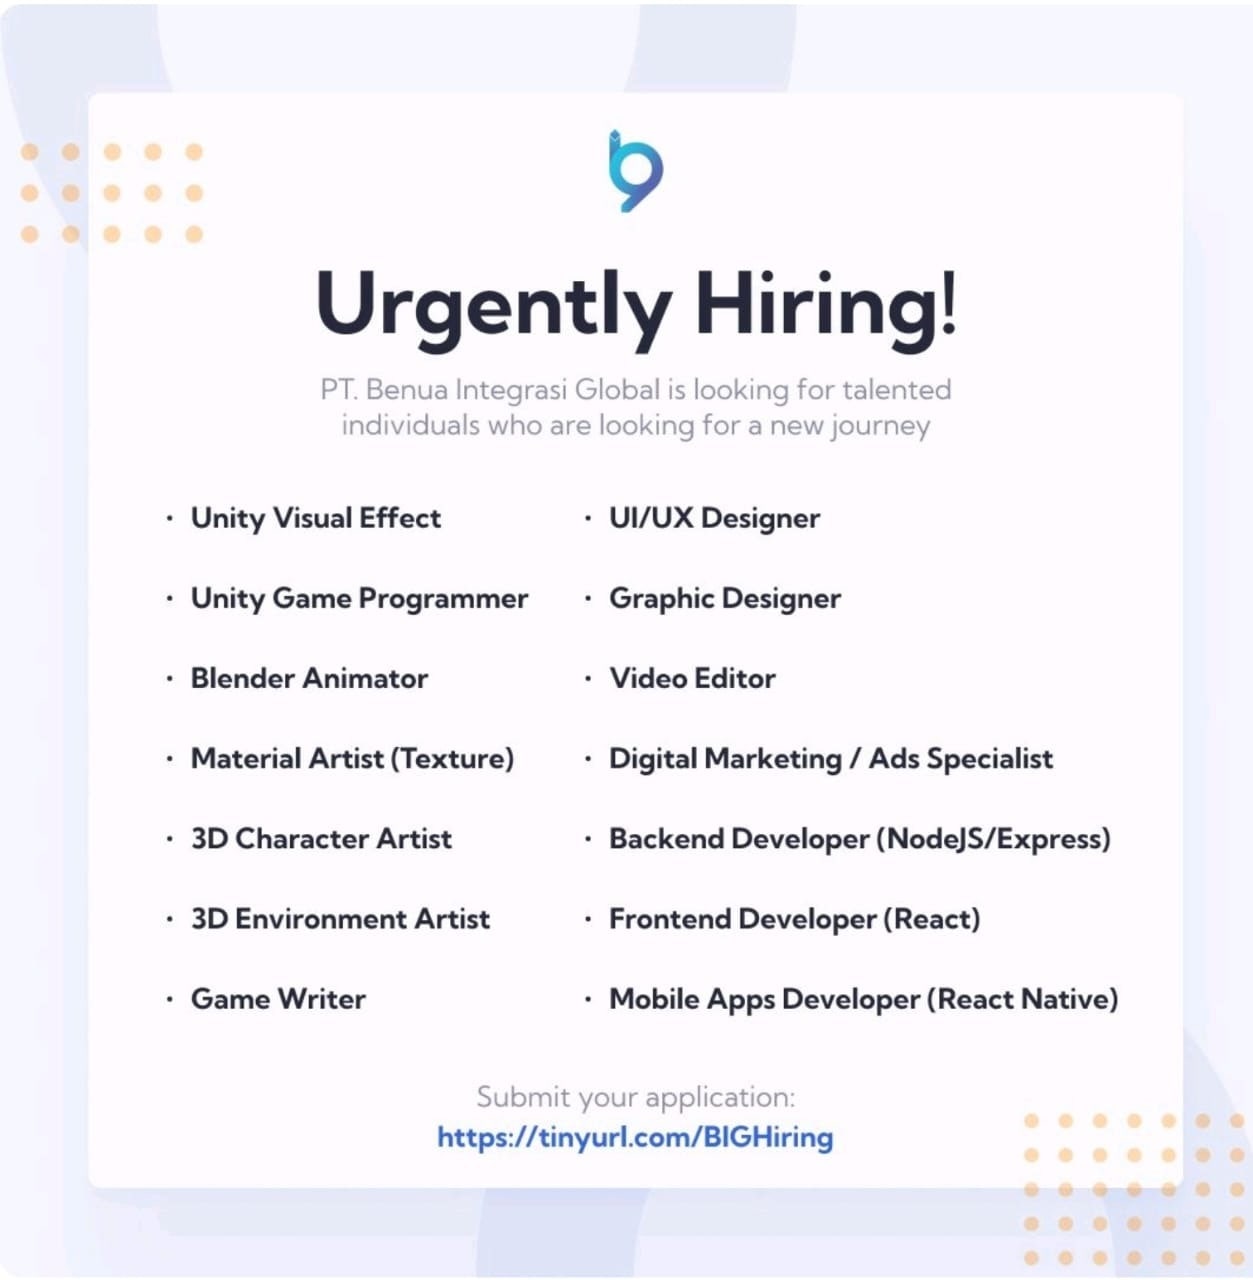 Urgently Hiring!
PT. Benua Integrasi Global is looking for talented
individuals who are looking for a new journey
· Unity Visual Effect
· Unity Game Programmer
· Blender Animator
· Material Artist (Texture)
· 3D Character Artist
· 3D Environment Artist
· Game Writer
· UI/UX Designer
· Graphic Designer
· Video Editor
· Digital Marketing / Ads Specialist
· Backend Developer (NodeJS/Express)
· Frontend Developer (React)
· Mobile Apps Developer (React Native)
Submit your application:
https://tinyurl.com/BIGHiring